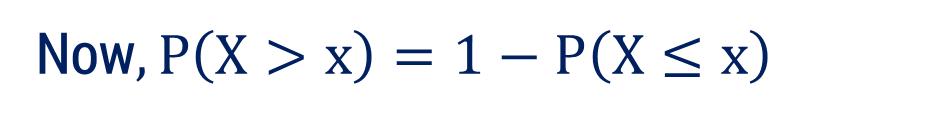 Now, P(X > x) = 1 − P(X ≤ x)